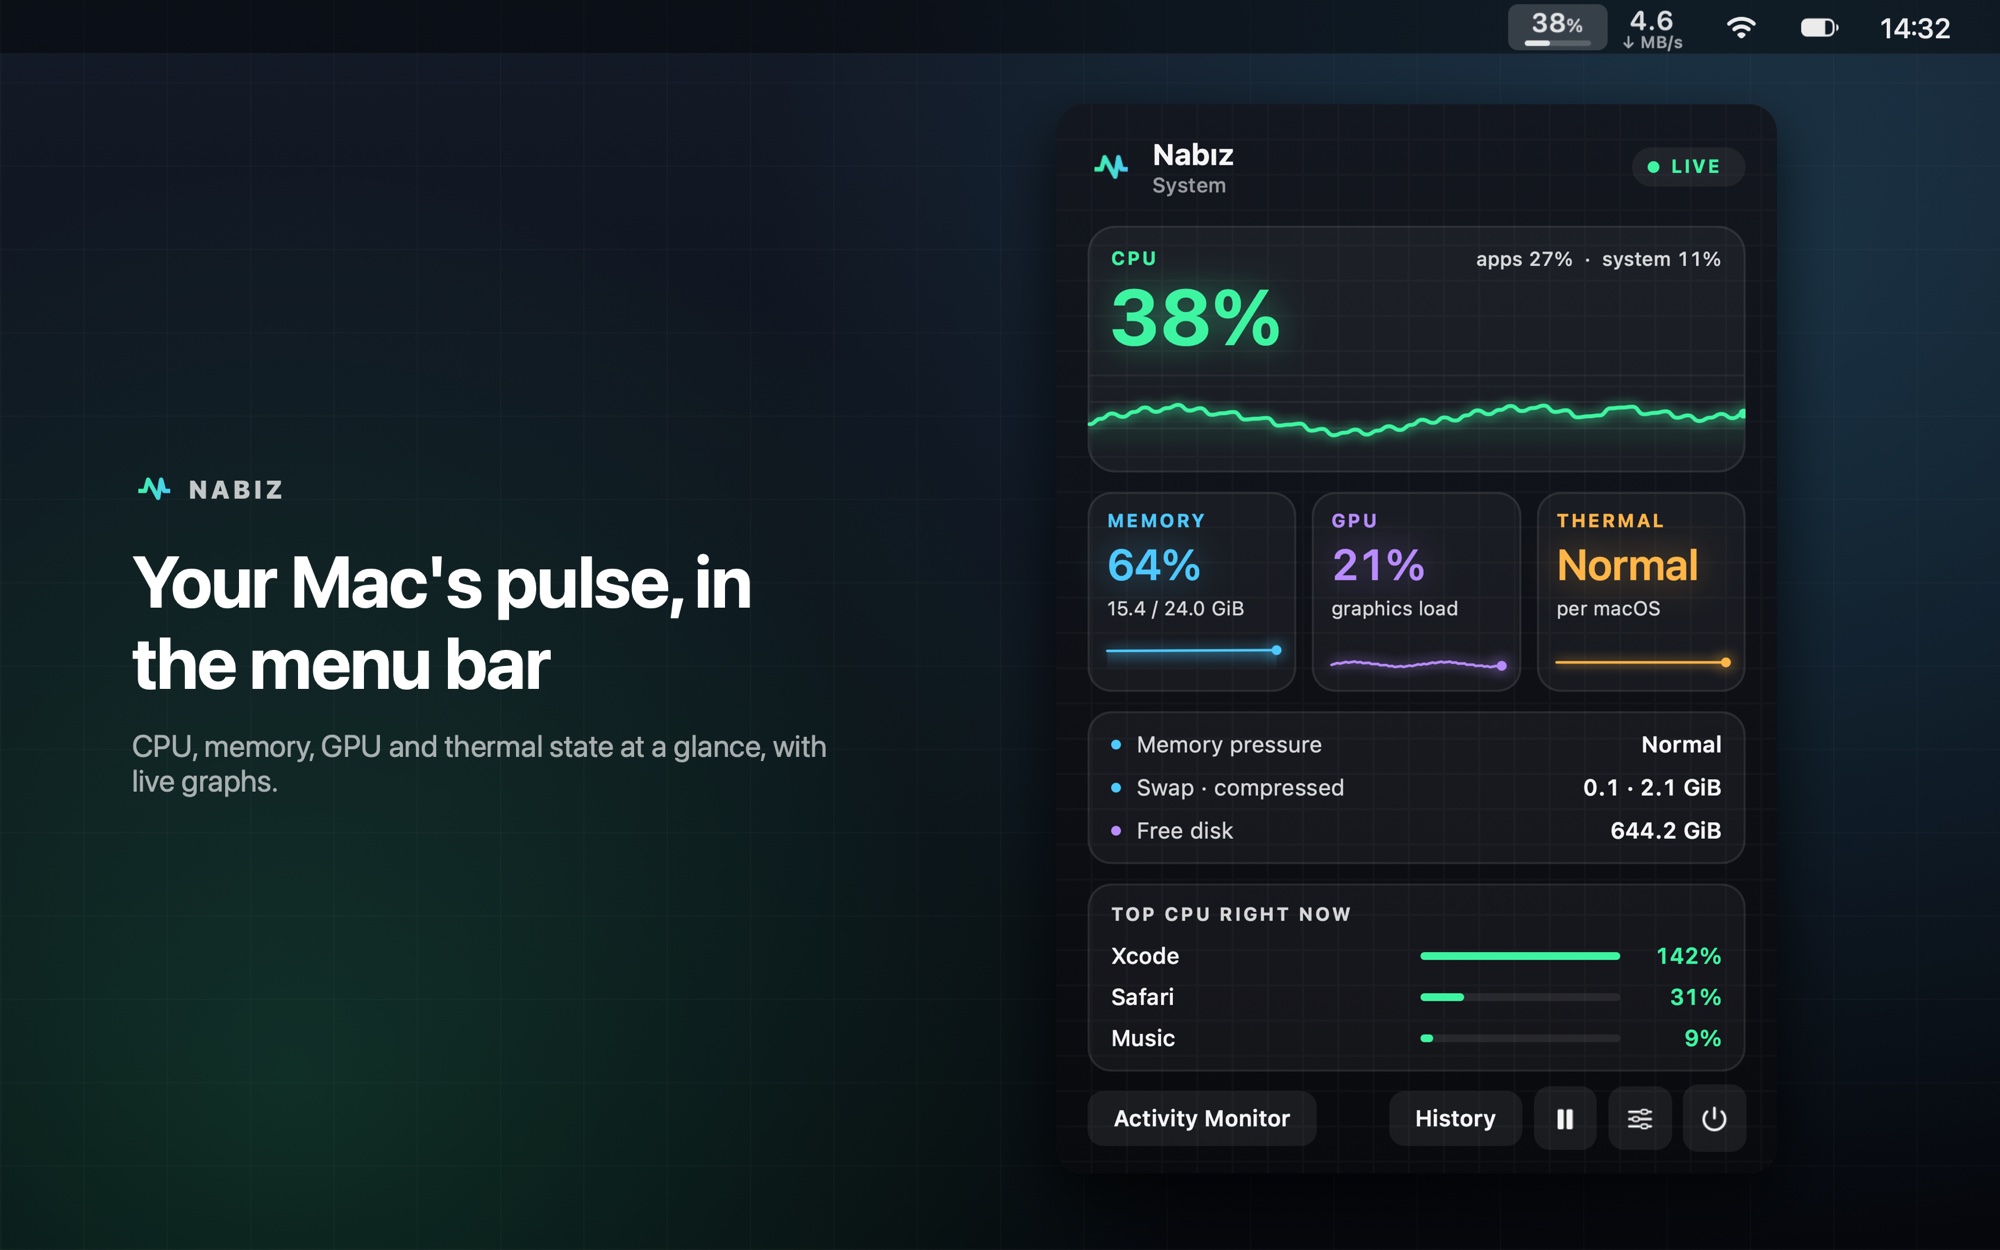 38%
4.6
↓ MB/s
14:32
Nabız
System
LIVE
CPU
apps 27% · system 11%
38%
NABIZ
Your Mac's pulse, in
the menu bar
CPU, memory, GPU and thermal state at a glance, with
live graphs.
MEMORY
64%
15.4 / 24.0 GiB
GPU
21%
graphics load
THERMAL
Normal
per macOS
Memory pressure Normal
Swap · compressed 0.1 · 2.1 GiB
Free disk 644.2 GiB
TOP CPU RIGHT NOW
Xcode 142%
Safari 31%
Music 9%
Activity Monitor
History